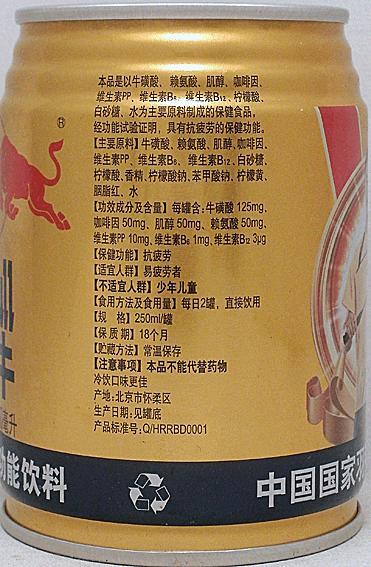 本品是以牛磺酸、赖氨酸、肌醇、咖啡因、
维生素PP、维生素B₆、维生素B₁₂、柠檬酸、
白砂糖、水为主要原料制成的保健食品，
经功能试验证明，具有抗疲劳的保健功能。
【主要原料】牛磺酸、赖氨酸、肌醇、咖啡因、
维生素PP、维生素B₆、维生素B₁₂、白砂糖、
柠檬酸、香精、柠檬酸钠、苯甲酸钠、柠檬黄、
胭脂红、水
【功效成分及含量】每罐含:牛磺酸 125mg、
咖啡因 50mg、肌醇 50mg、赖氨酸 50mg、
维生素PP 10mg、维生素B₆ 1mg、维生素B₁₂ 3μg
【保健功能】抗疲劳
【适宜人群】易疲劳者
【不适宜人群】少年儿童
【食用方法及食用量】每日2罐，直接饮用
【规 格】250ml/罐
【保 质 期】18个月
【贮藏方法】常温保存
【注意事项】本品不能代替药物
冷饮口味更佳
产地:北京市怀柔区
生产日期:见罐底
产品标准号:Q/HRRBD0001
®
牛
毫升
功能饮料
中国国家羽